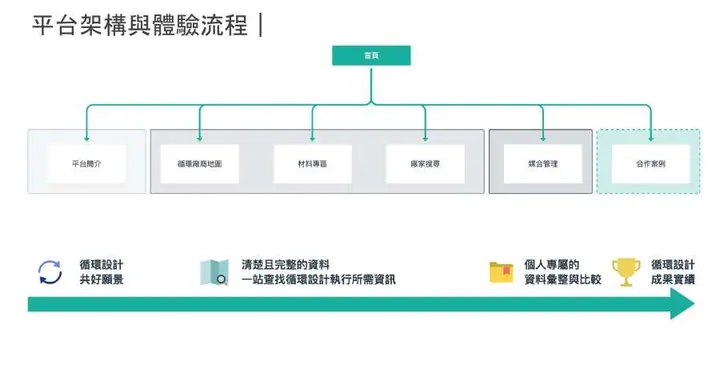 平台架構與體驗流程|
首頁
平台簡介
循環廠商地圖
材料專區
廠家搜尋
媒合管理
合作案例
循環設計
共好願景
清楚且完整的資料
一站查找循環設計執行所需資訊
個人專屬的
資料彙整與比較
循環設計
成果實績